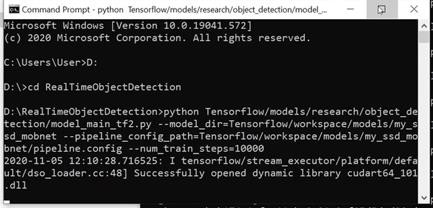 Command Prompt - python Tensorflow/models/research/object_detection/model_...
Microsoft Windows [Version 10.0.19041.572]
(c) 2020 Microsoft Corporation. All rights reserved.
C:\Users\User>D:
D:\>cd RealTimeObjectDetection
D:\RealTimeObjectDetection>python Tensorflow/models/research/object_de
tection/model_main_tf2.py --model_dir=Tensorflow/workspace/models/my_s
sd_mobnet --pipeline_config_path=Tensorflow/workspace/models/my_ssd_mo
bnet/pipeline.config --num_train_steps=10000
2020-11-05 12:10:28.716525: I tensorflow/stream_executor/platform/defa
ult/dso_loader.cc:48] Successfully opened dynamic library cudart64_101
.dll